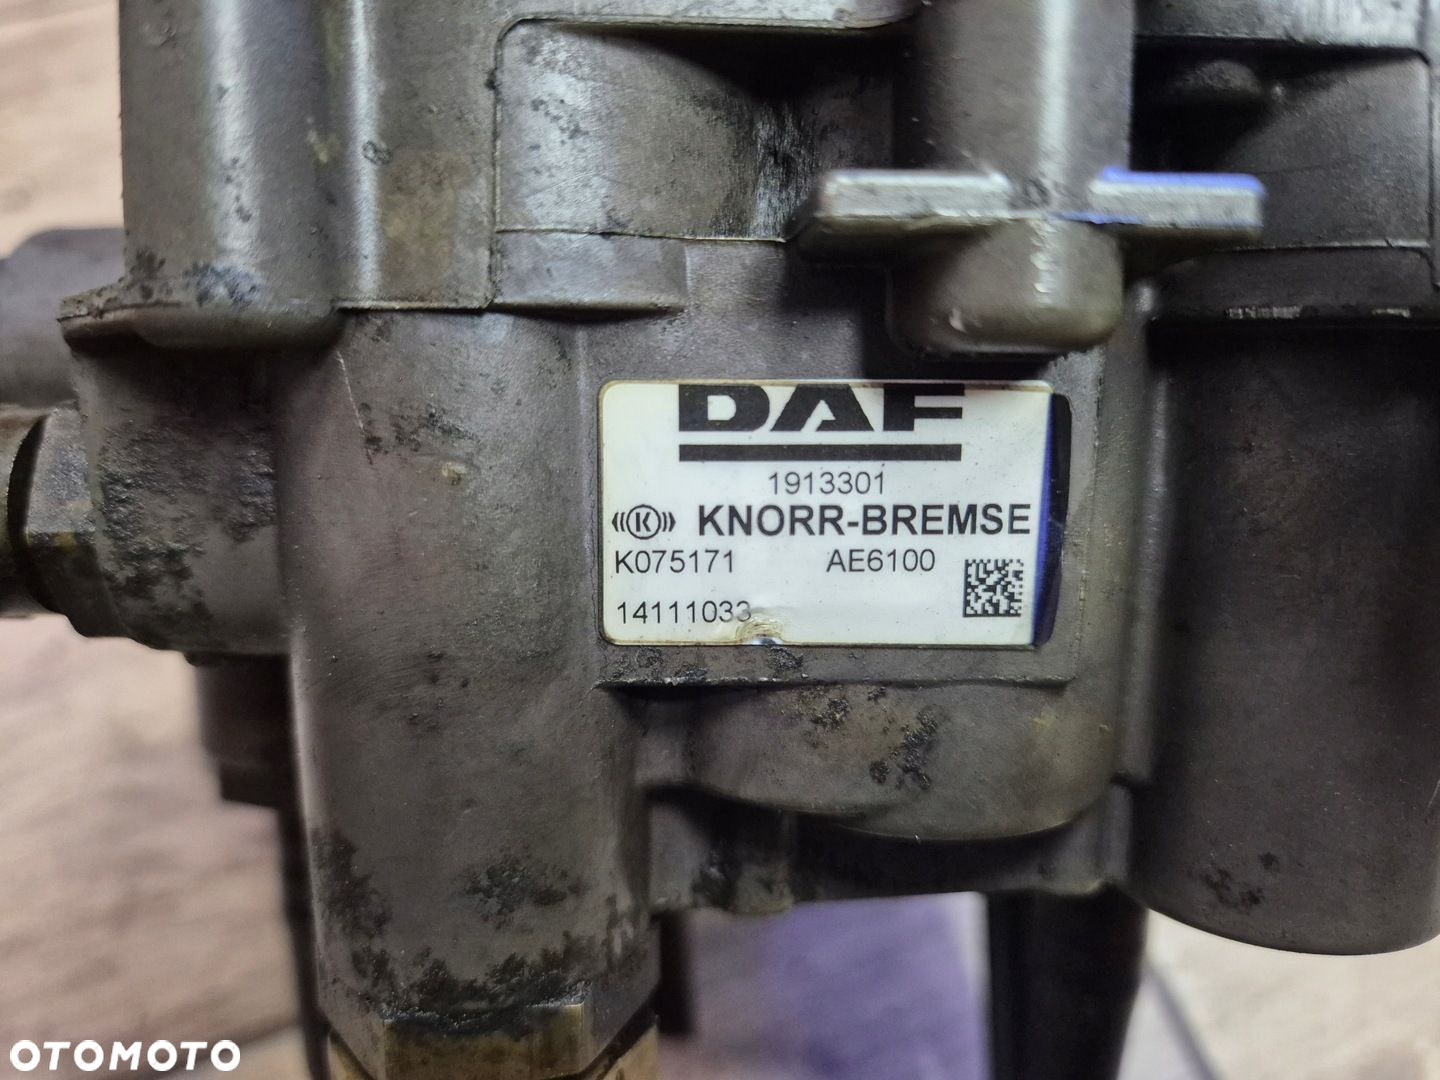 DAF
1913301
K KNORR-BREMSE
K075171 AE6100
14111033
OTOMOTO